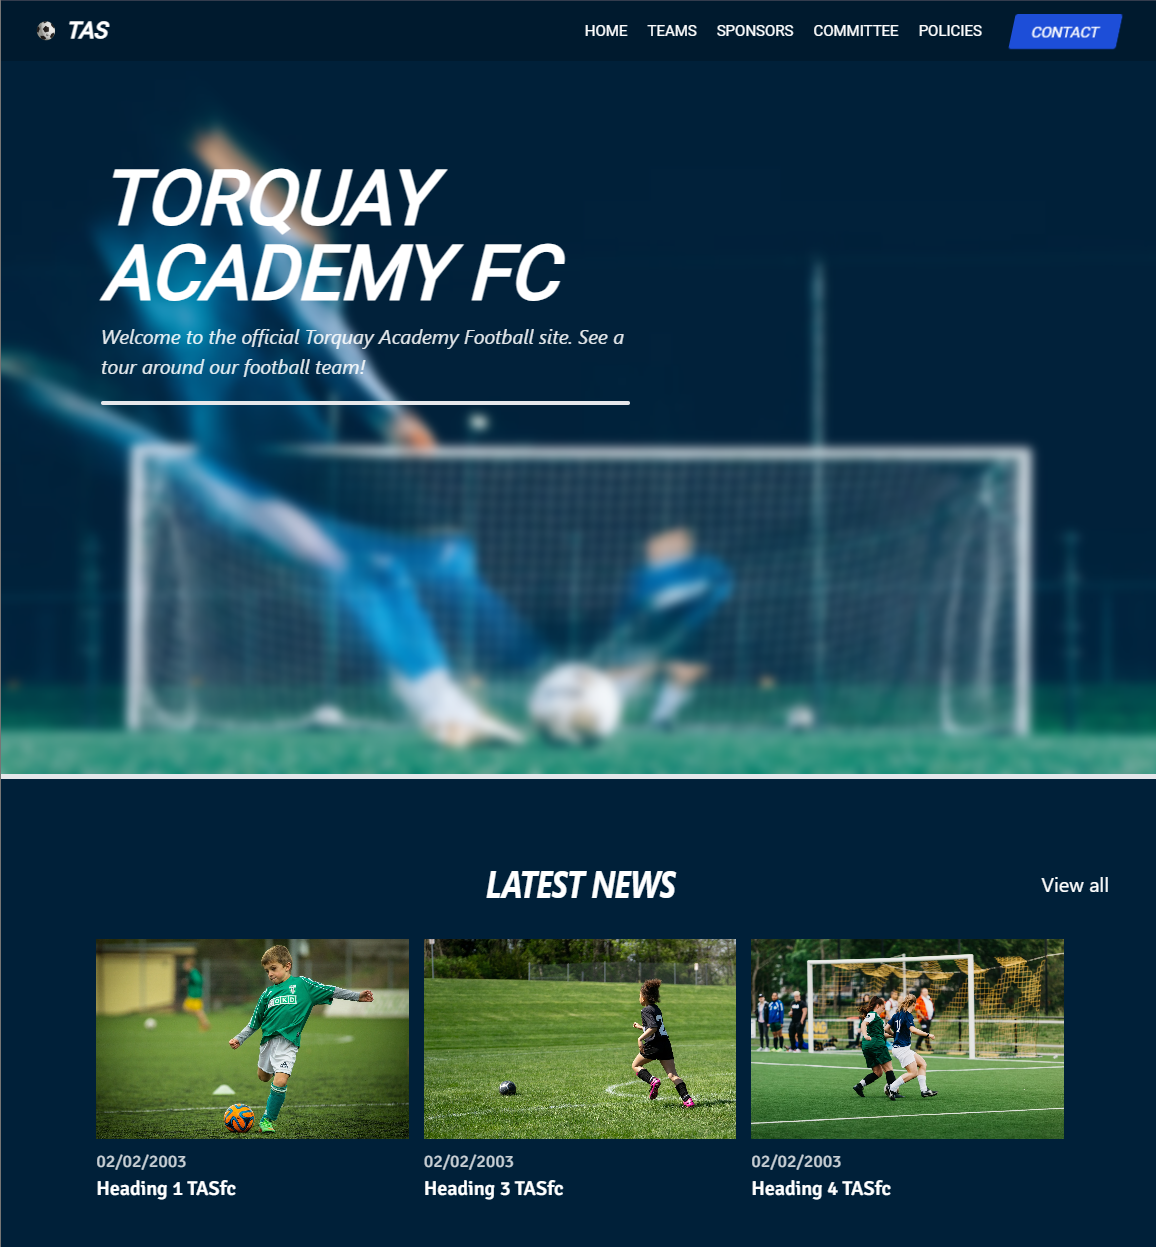 TAS
HOME TEAMS SPONSORS COMMITTEE POLICIES CONTACT
TORQUAY
ACADEMY FC
Welcome to the official Torquay Academy Football site. See a
tour around our football team!
LATEST NEWS
View all
02/02/2003
Heading 1 TASfc
02/02/2003
Heading 3 TASfc
02/02/2003
Heading 4 TASfc